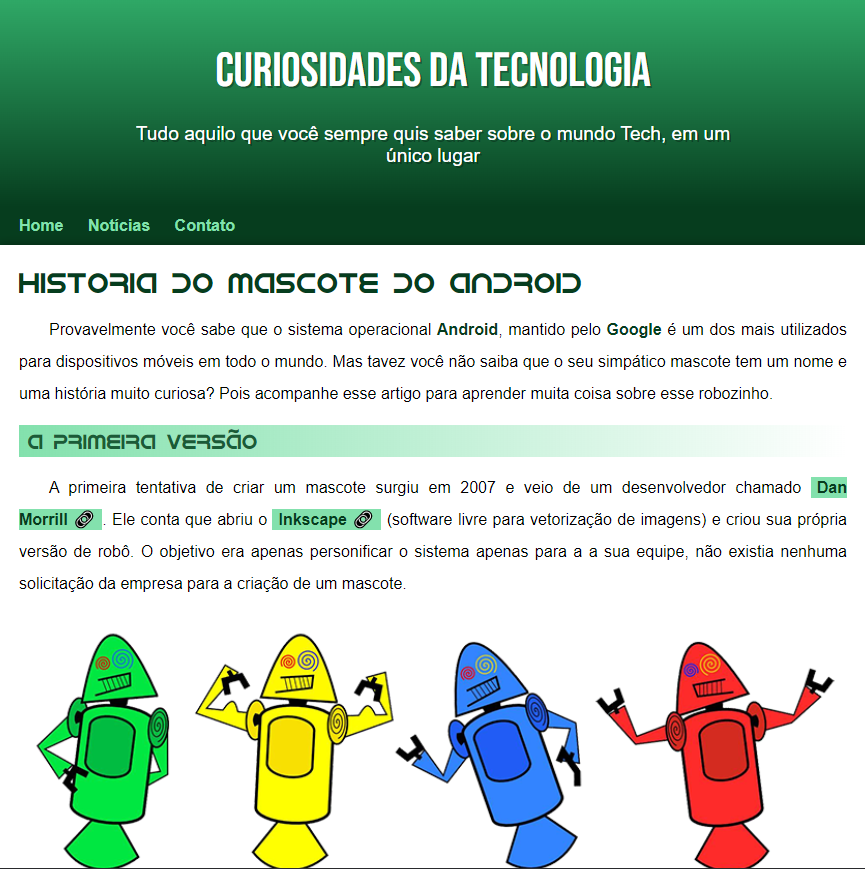 CURIOSIDADES DA TECNOLOGIA
Tudo aquilo que você sempre quis saber sobre o mundo Tech, em um
único lugar
Home Notícias Contato
HISTORIA DO MASCOTE DO ANDROID
Provavelmente você sabe que o sistema operacional Android, mantido pelo Google é um dos mais utilizados
para dispositivos móveis em todo o mundo. Mas tavez você não saiba que o seu simpático mascote tem um nome e
uma história muito curiosa? Pois acompanhe esse artigo para aprender muita coisa sobre esse robozinho.
A PRIMEIRA VERSÃO
A primeira tentativa de criar um mascote surgiu em 2007 e veio de um desenvolvedor chamado Dan
Morrill . Ele conta que abriu o Inkscape (software livre para vetorização de imagens) e criou sua própria
versão de robô. O objetivo era apenas personificar o sistema apenas para a a sua equipe, não existia nenhuma
solicitação da empresa para a criação de um mascote.